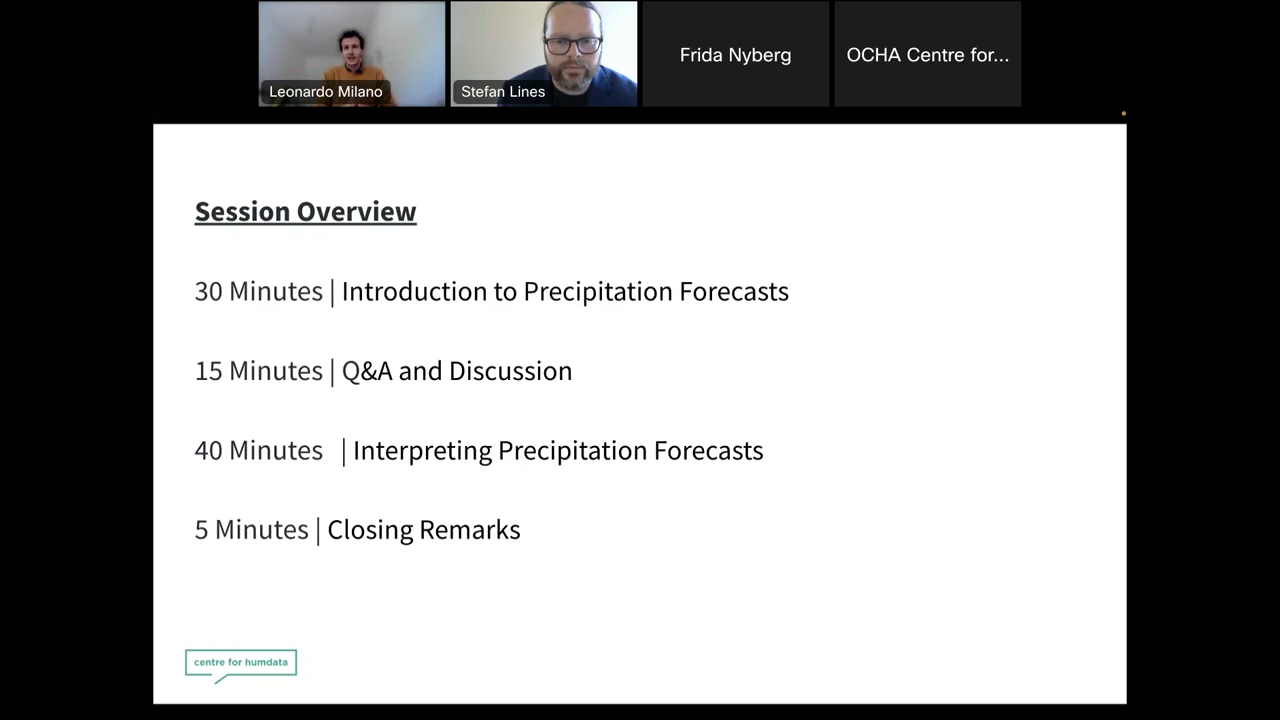 Leonardo Milano
Stefan Lines
Frida Nyberg
OCHA Centre for...
Session Overview
30 Minutes | Introduction to Precipitation Forecasts
15 Minutes | Q&A and Discussion
40 Minutes | Interpreting Precipitation Forecasts
5 Minutes | Closing Remarks
centre for humdata